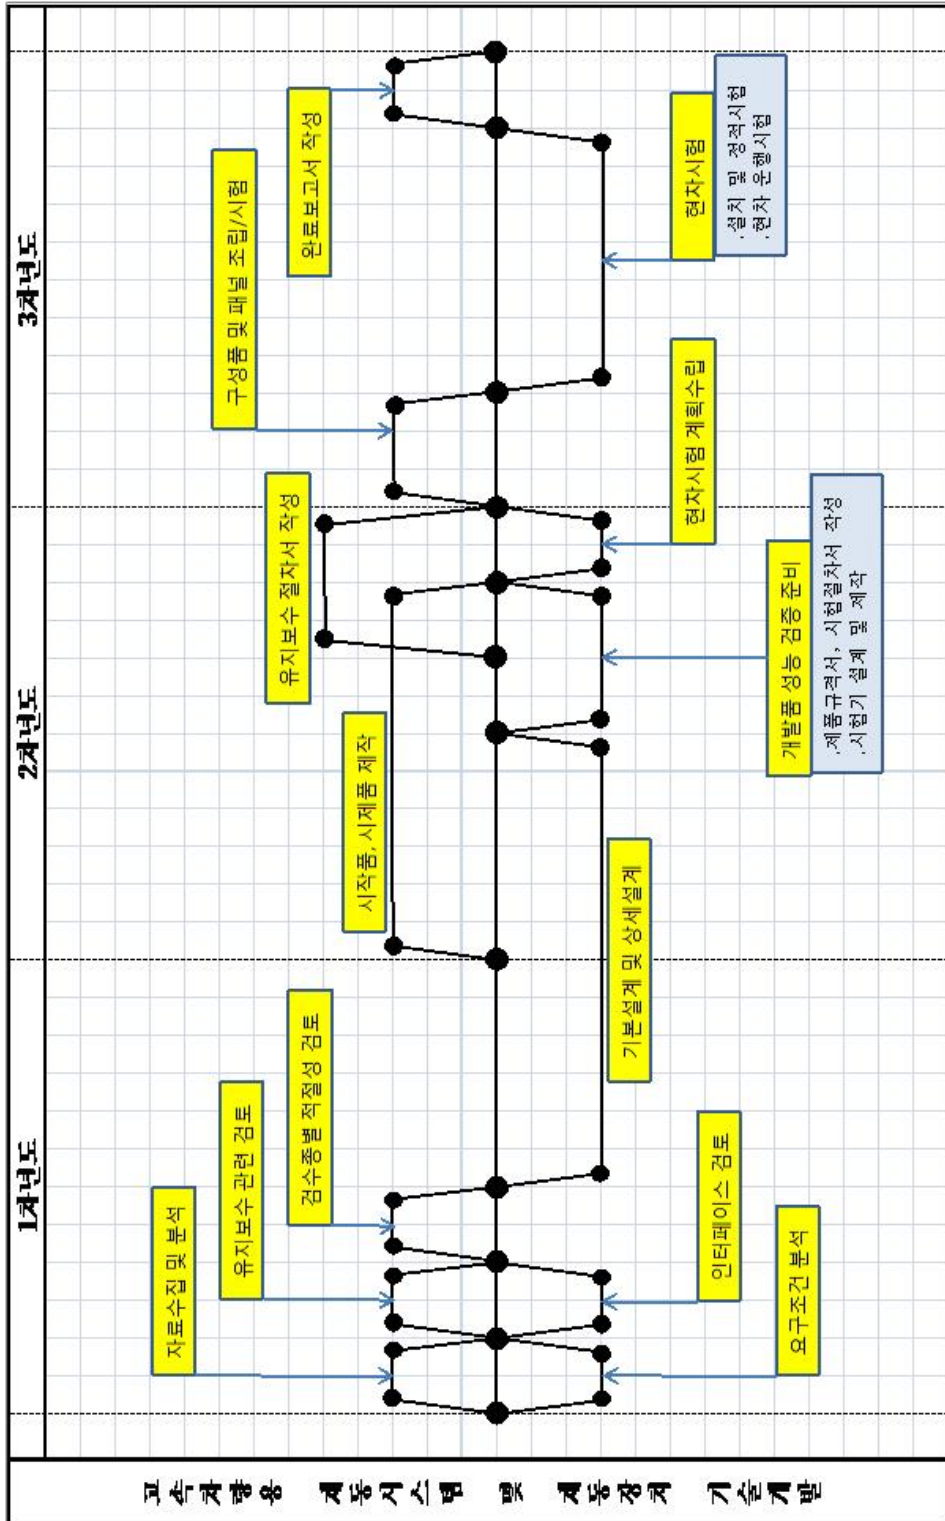 1차년도
2차년도
3차년도
고속차량용 제동시스템 및 제동장치 기술개발
자료수집 및 분석
유지보수 관련 검토
검수종별 적절성 검토
시작품, 시제품 제작
유지보수 절차서 작성
구성품 및 패널 조립/시험
완료보고서 작성
요구조건 분석
인터페이스 검토
기본설계 및 상세설계
개발품 성능 검증 준비
.제품규격서, 시험절차서 작성
.시험기 설계 및 제작
현차시험 계획수립
현차시험
.설치 및 정적시험
.현차 운행시험